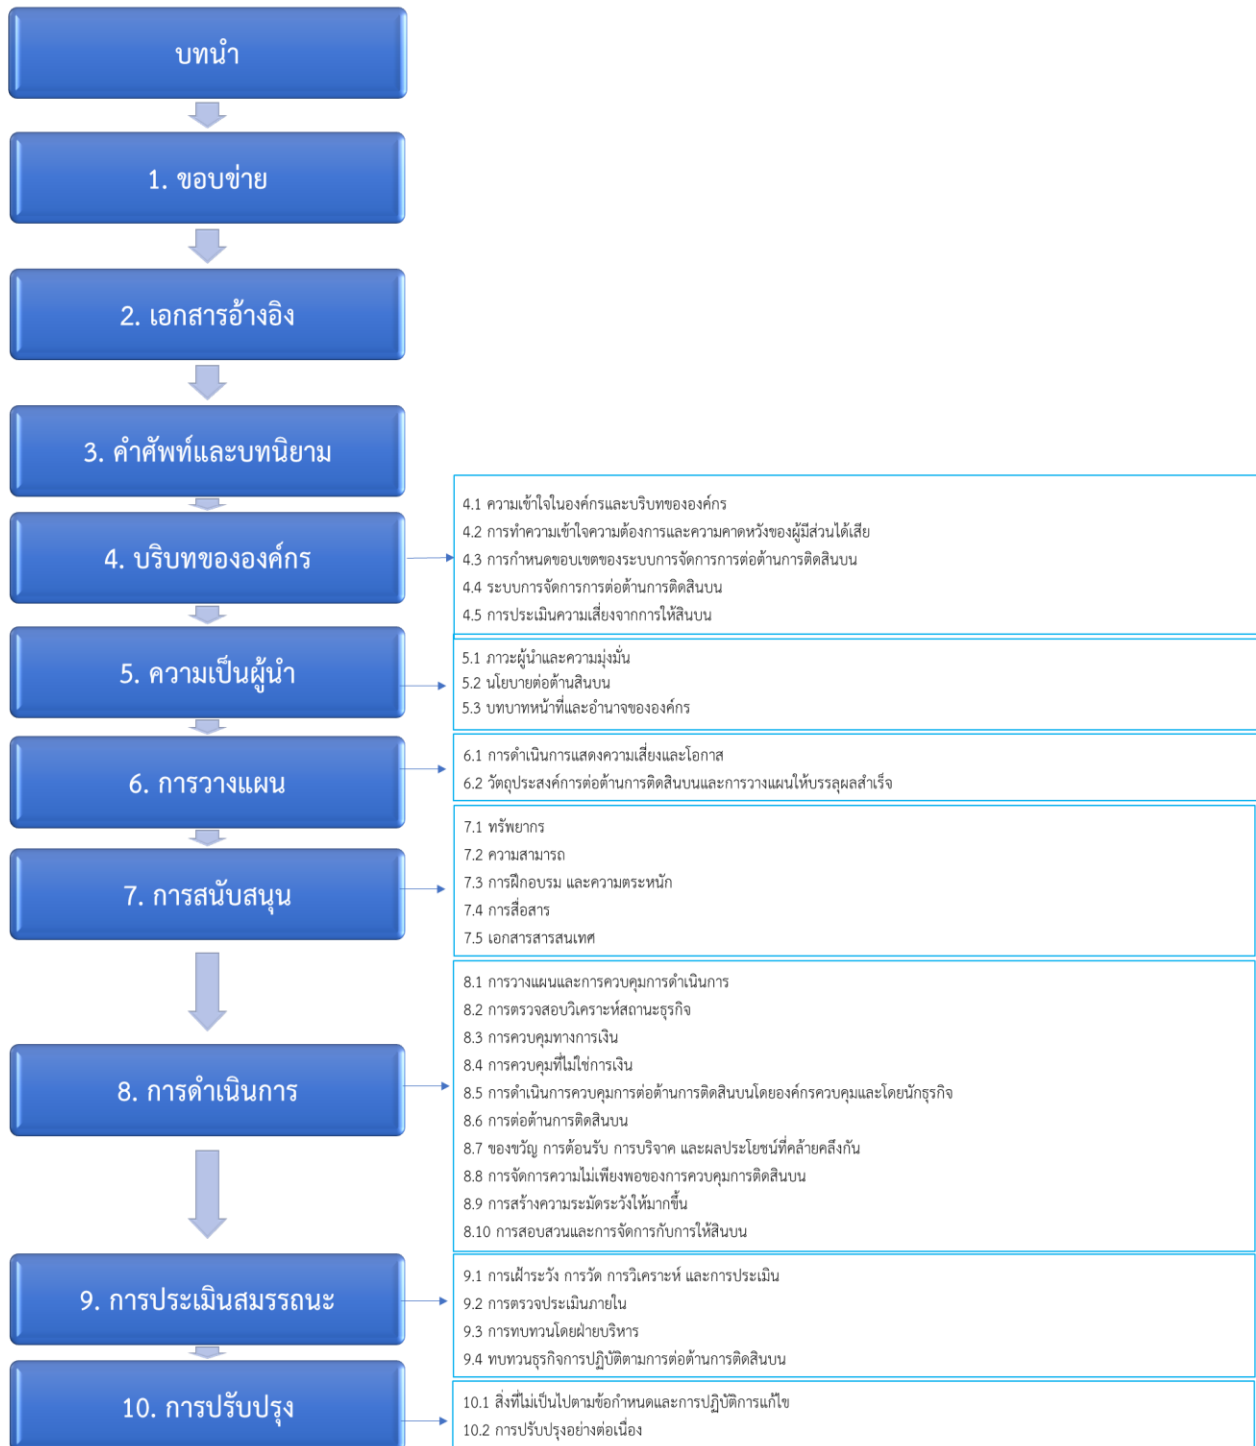 บทนำ
1. ขอบข่าย
2. เอกสารอ้างอิง
3. คำศัพท์และบทนิยาม
4. บริบทขององค์กร
4.1 ความเข้าใจในองค์กรและบริบทขององค์กร
4.2 การทำความเข้าใจความต้องการและความคาดหวังของผู้มีส่วนได้เสีย
4.3 การกำหนดขอบเขตของระบบการจัดการการต่อต้านการติดสินบน
4.4 ระบบการจัดการการต่อต้านการติดสินบน
4.5 การประเมินความเสี่ยงจากการให้สินบน
5. ความเป็นผู้นำ
5.1 ภาวะผู้นำและความมุ่งมั่น
5.2 นโยบายต่อต้านสินบน
5.3 บทบาทหน้าที่และอำนาจขององค์กร
6. การวางแผน
6.1 การดำเนินการแสดงความเสี่ยงและโอกาส
6.2 วัตถุประสงค์การต่อต้านการติดสินบนและการวางแผนให้บรรลุผลสำเร็จ
7. การสนับสนุน
7.1 ทรัพยากร
7.2 ความสามารถ
7.3 การฝึกอบรม และความตระหนัก
7.4 การสื่อสาร
7.5 เอกสารสารสนเทศ
8. การดำเนินการ
8.1 การวางแผนและการควบคุมการดำเนินการ
8.2 การตรวจสอบวิเคราะห์สถานะธุรกิจ
8.3 การควบคุมทางการเงิน
8.4 การควบคุมที่ไม่ใช่การเงิน
8.5 การดำเนินการควบคุมการต่อต้านการติดสินบนโดยองค์กรควบคุมและโดยนักธุรกิจ
8.6 การต่อต้านการติดสินบน
8.7 ของขวัญ การต้อนรับ การบริจาค และผลประโยชน์ที่คล้ายคลึงกัน
8.8 การจัดการความไม่เพียงพอของการควบคุมการติดสินบน
8.9 การสร้างความระมัดระวังให้มากขึ้น
8.10 การสอบสวนและการจัดการกับการให้สินบน
9. การประเมินสมรรถนะ
9.1 การเฝ้าระวัง การวัด การวิเคราะห์ และการประเมิน
9.2 การตรวจประเมินภายใน
9.3 การทบทวนโดยฝ่ายบริหาร
9.4 ทบทวนธุรกิจการปฏิบัติตามการต่อต้านการติดสินบน
10. การปรับปรุง
10.1 สิ่งที่ไม่เป็นไปตามข้อกำหนดและการปฏิบัติการแก้ไข
10.2 การปรับปรุงอย่างต่อเนื่อง